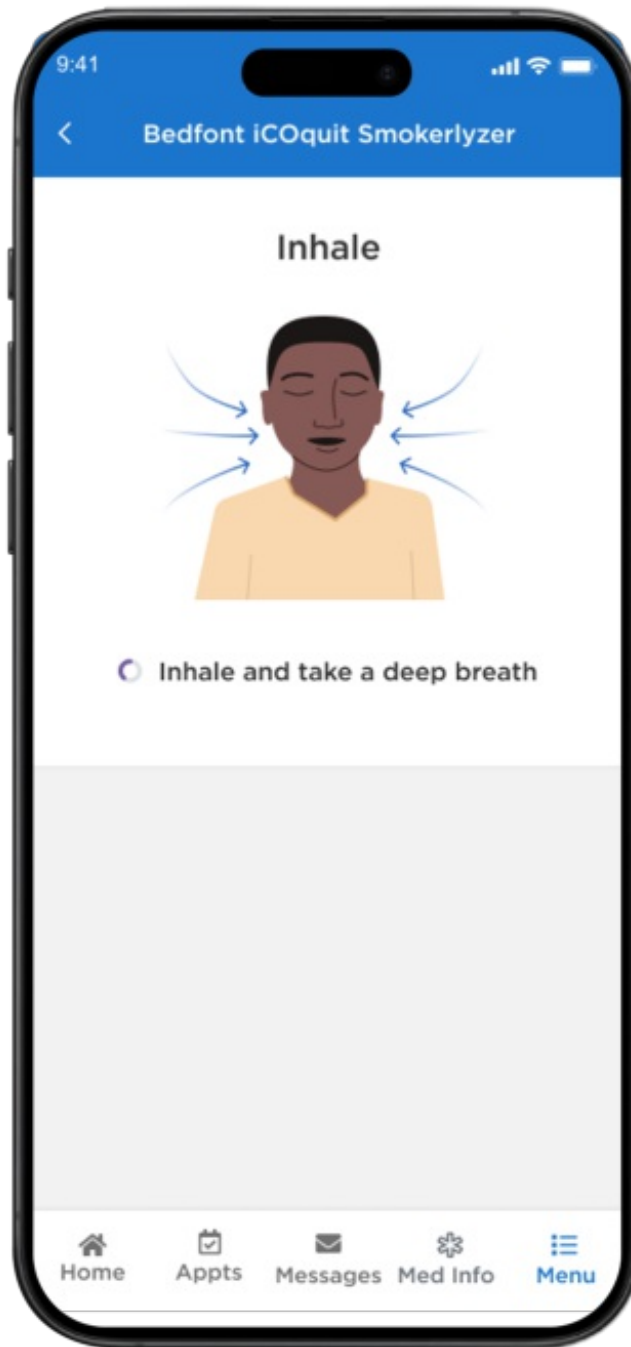 9:41
Bedfont iCOquit Smokerlyzer
Inhale
Inhale and take a deep breath
Home Appts Messages Med Info Menu